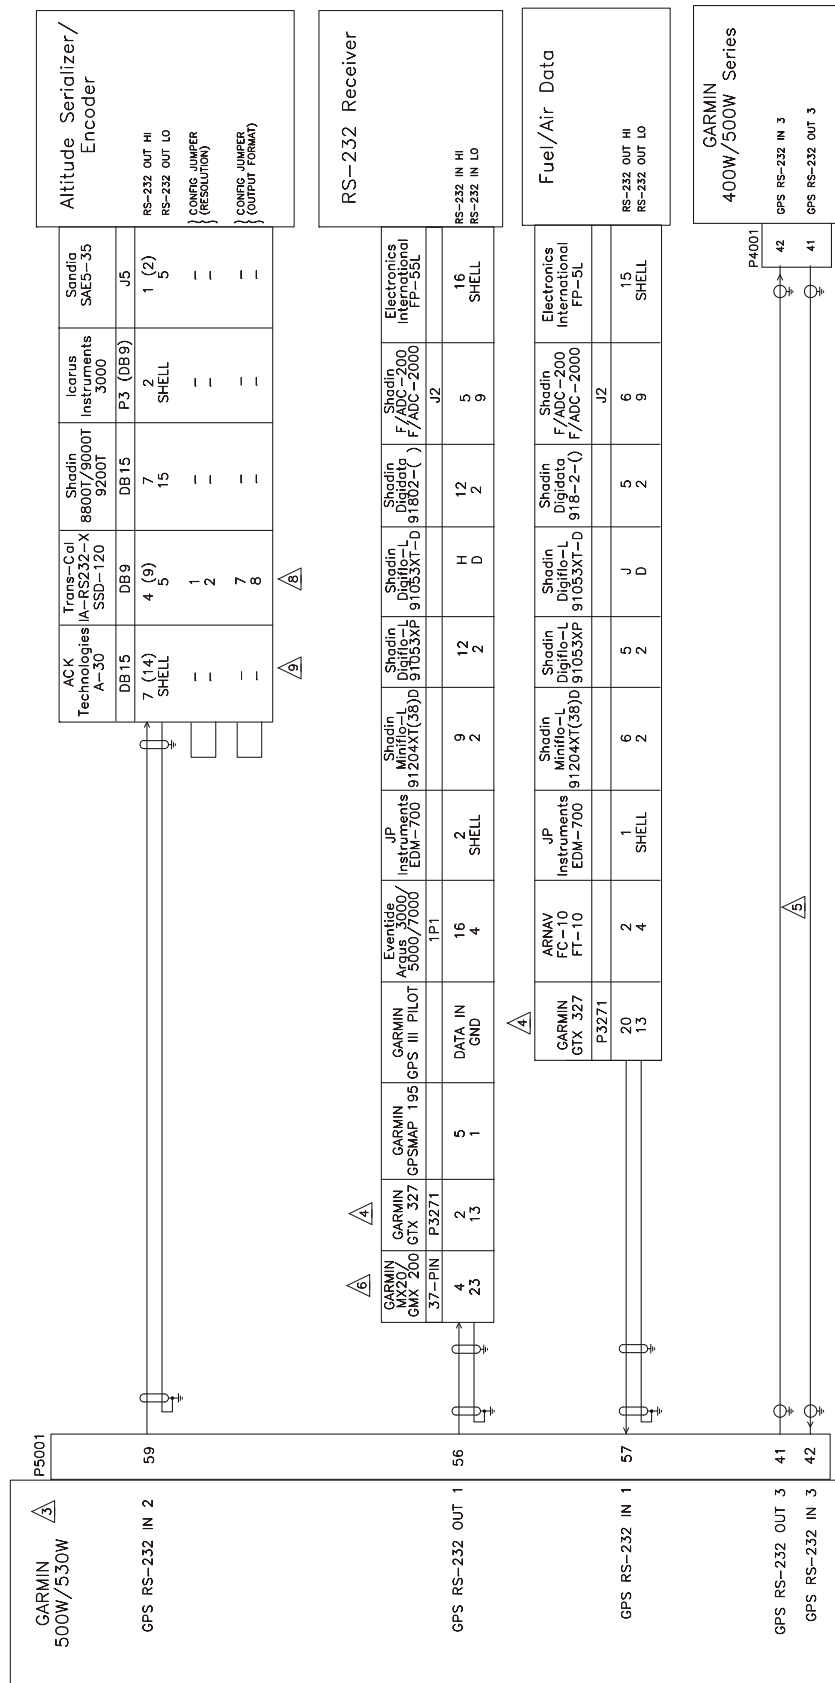 GARMIN
500W/530W
3
P5001
GPS RS-232 IN 2
59
GPS RS-232 OUT 1
56
GPS RS-232 IN 1
57
GPS RS-232 OUT 3
41
GPS RS-232 IN 3
42
ACK
Technologies
A-30
DB15
7 (14)
SHELL
–
–
–
–
9
Trans-Cal
IA-RS232-X
SSD-120
DB9
4 (9)
5
1
2
7
8
8
Shadin
8800T/9000T
9200T
DB15
7
15
–
–
–
–
Icarus
Instruments
3000
P3 (DB9)
2
SHELL
–
–
–
–
Sandia
SAE5-35
J5
1 (2)
5
–
–
–
–
Altitude Serializer/
Encoder
RS-232 OUT HI
RS-232 OUT LO
CONFIG JUMPER
(RESOLUTION)
CONFIG JUMPER
(OUTPUT FORMAT)
6
GARMIN
MX20/
GMX 200
37-PIN
4
23
4
GARMIN
GTX 327
P3271
2
13
GARMIN
GPSMAP 195
5
1
GARMIN
GPS III PILOT
DATA IN
GND
Eventide
Argus 3000/
5000/7000
1P1
16
4
JP
Instruments
EDM-700
2
SHELL
Shadin
Miniflo-L
91204XT(38)D
9
2
Shadin
Digiflo-L
91053XP
12
2
Shadin
Digiflo-L
91053XT-D
H
D
Shadin
Digidata
91802-( )
12
2
Shadin
F/ADC-200
F/ADC-2000
J2
5
9
Electronics
International
FP-55L
16
SHELL
RS-232 Receiver
RS-232 IN HI
RS-232 IN LO
4
GARMIN
GTX 327
P3271
20
13
ARNAV
FC-10
FT-10
2
4
JP
Instruments
EDM-700
1
SHELL
Shadin
Miniflo-L
91204XT(38)D
6
2
Shadin
Digiflo-L
91053XP
5
2
Shadin
Digiflo-L
91053XT-D
J
D
Shadin
Digidata
918-2-()
5
2
Shadin
F/ADC-200
F/ADC-2000
J2
6
9
Electronics
International
FP-5L
15
SHELL
Fuel/Air Data
RS-232 OUT HI
RS-232 OUT LO
5
P4001
42
41
GARMIN
400W/500W Series
GPS RS-232 IN 3
GPS RS-232 OUT 3